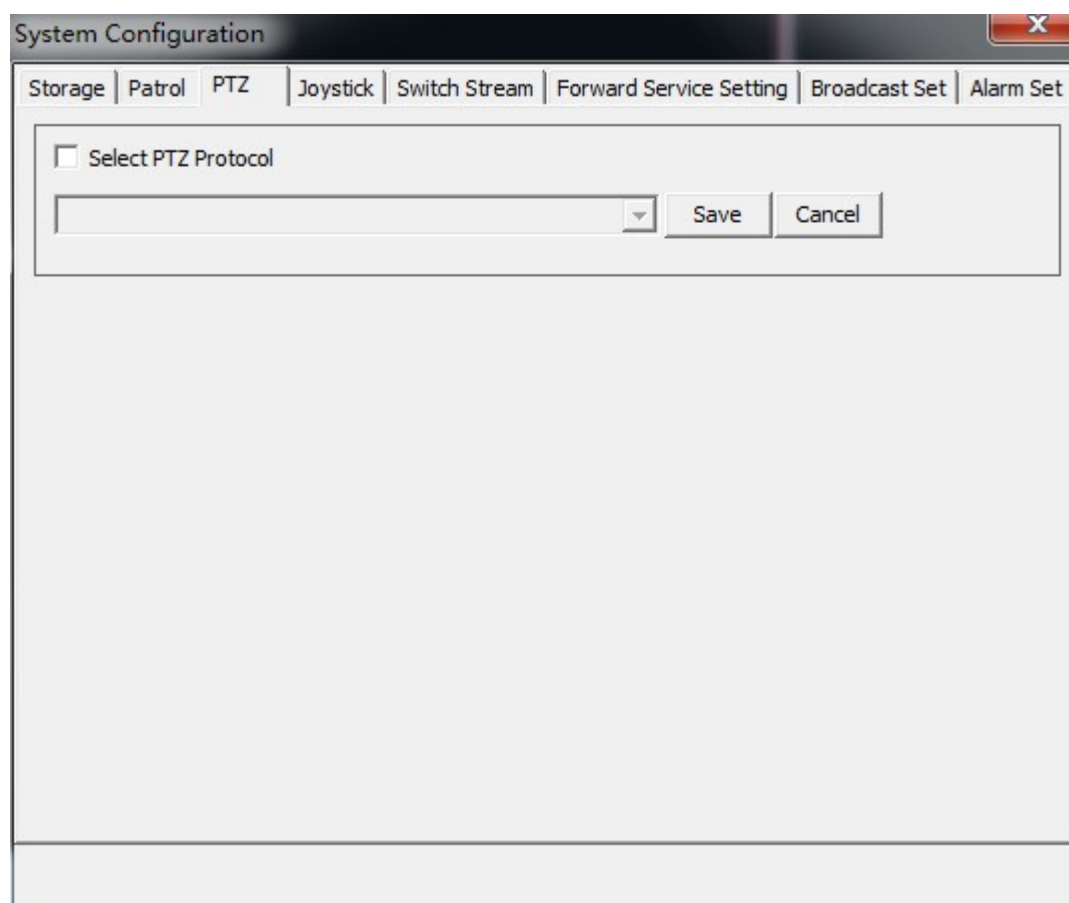 System Configuration
Storage Patrol PTZ Joystick Switch Stream Forward Service Setting Broadcast Set Alarm Set
Select PTZ Protocol
Save Cancel